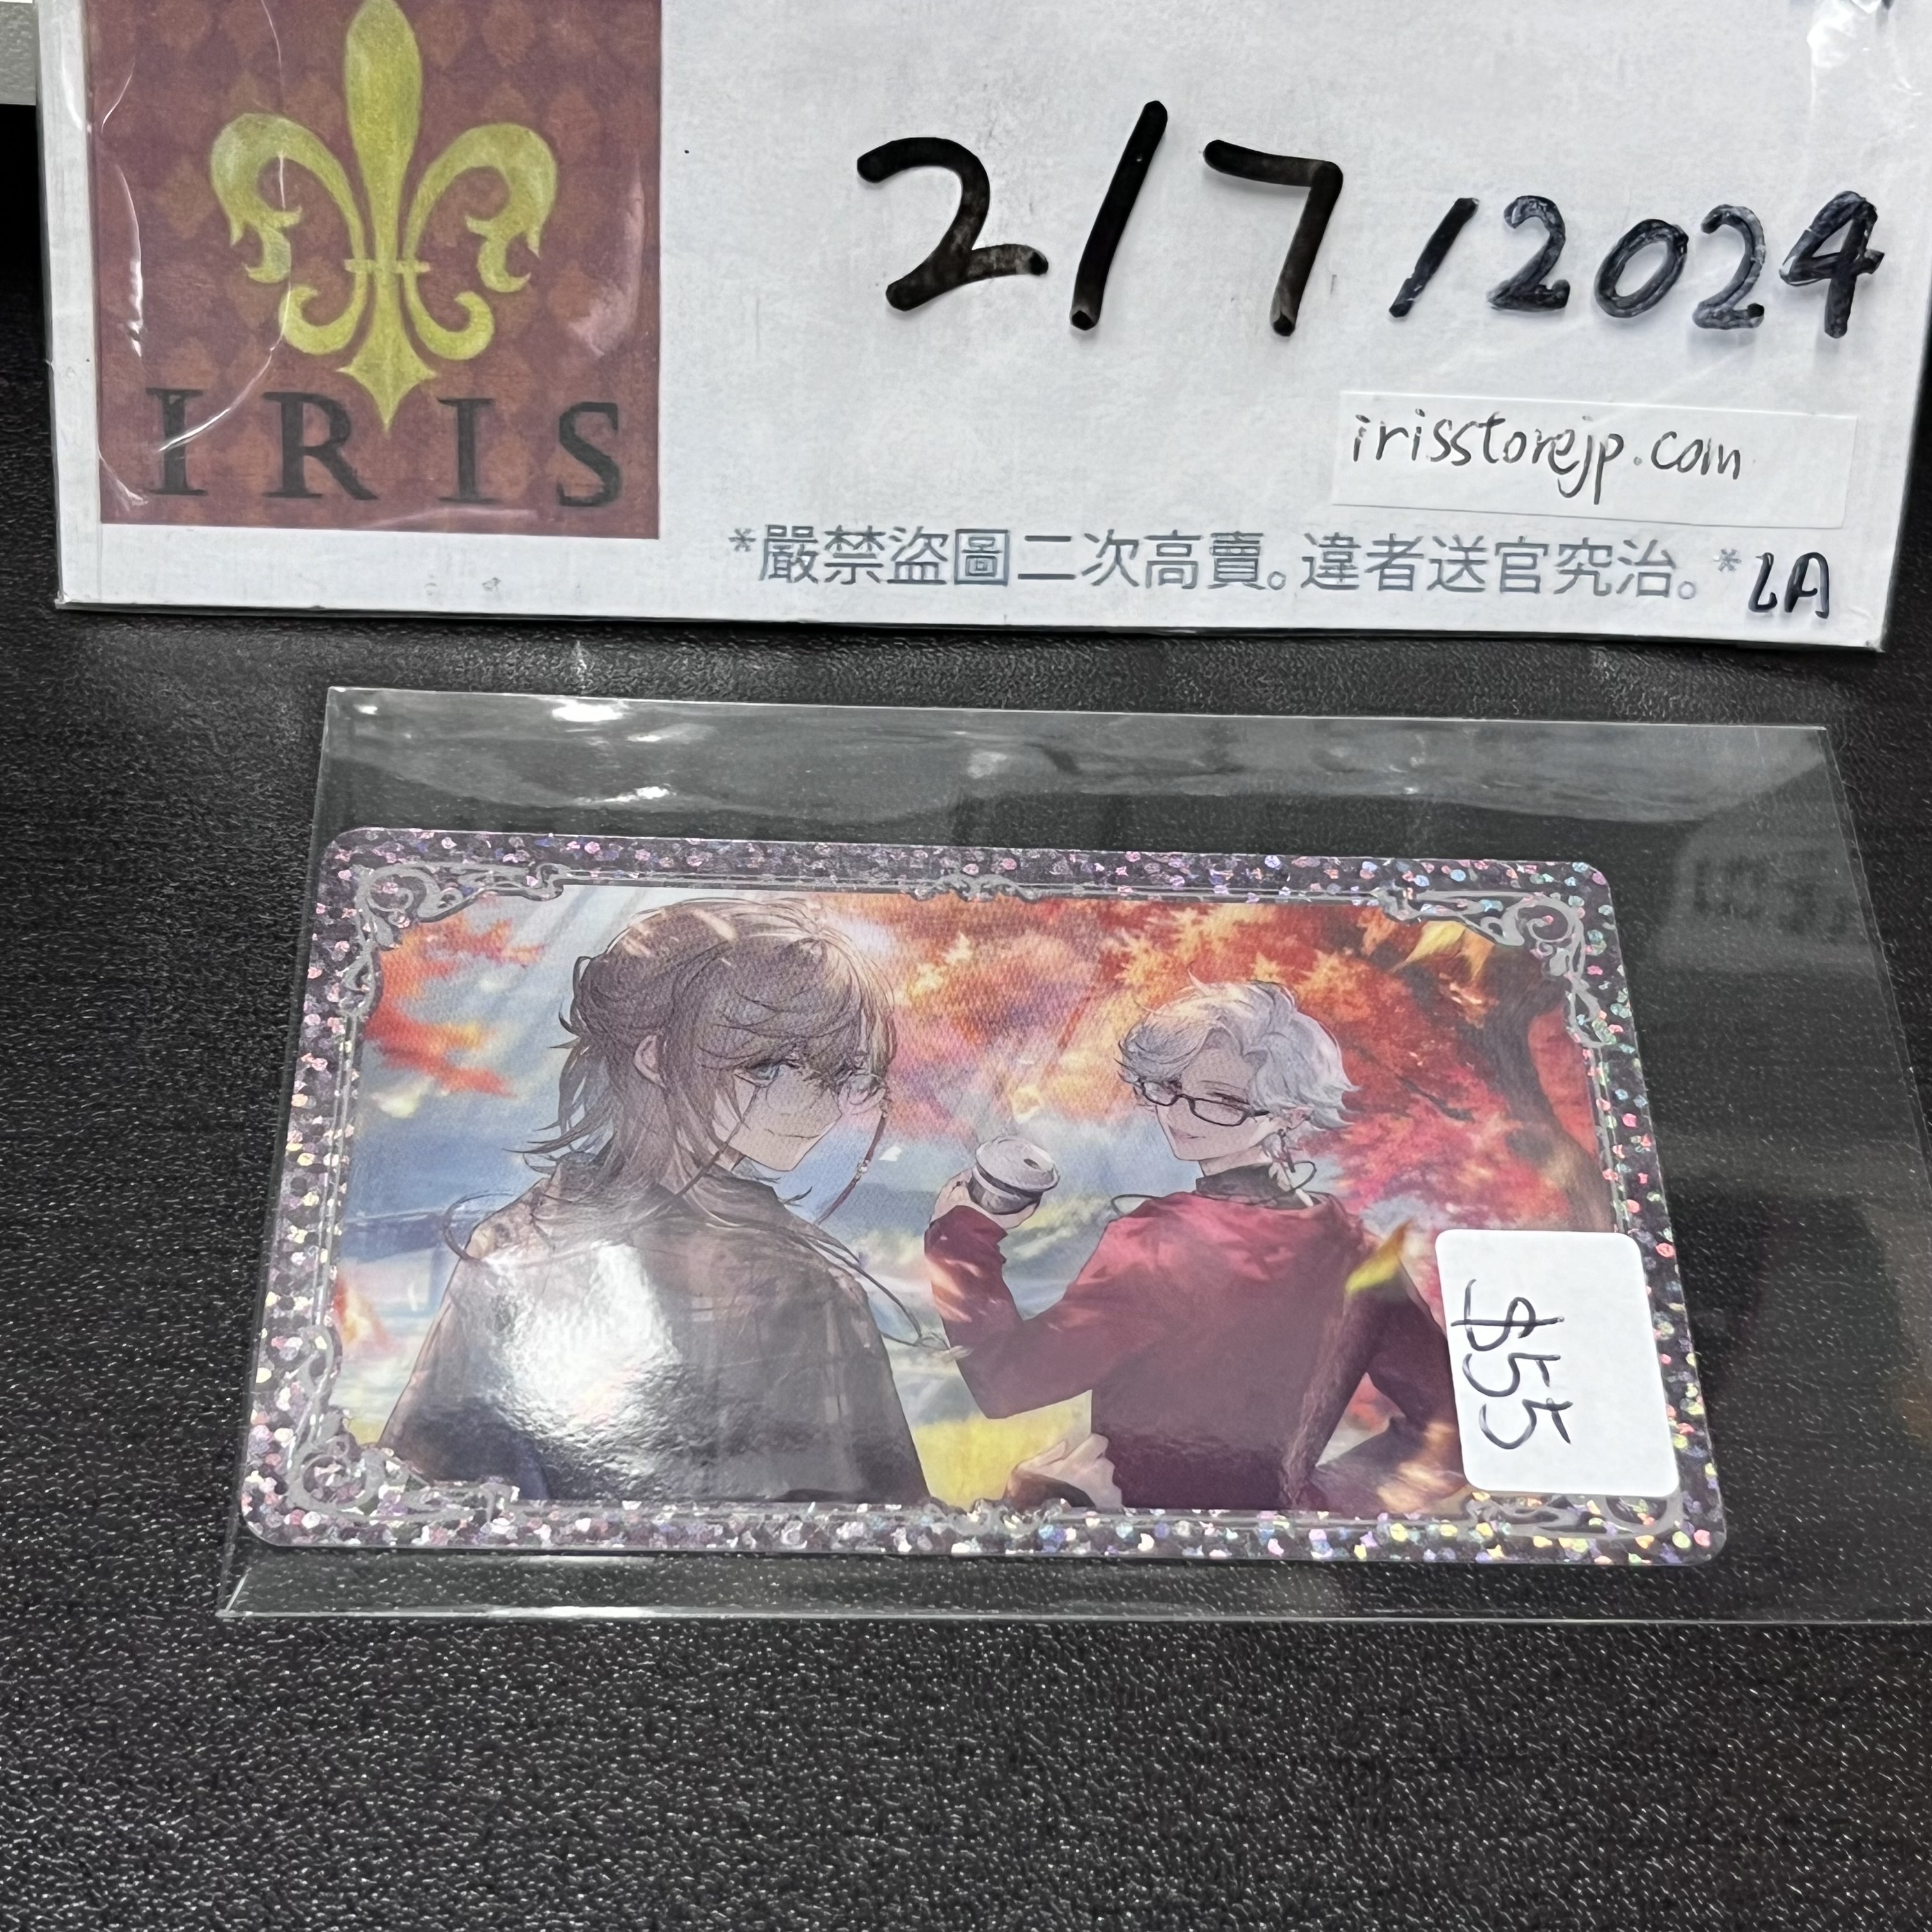 IRIS
2/7/2024
irisstorejp.com
*嚴禁盜圖二次高賣。違者送官究治。* LA
$55